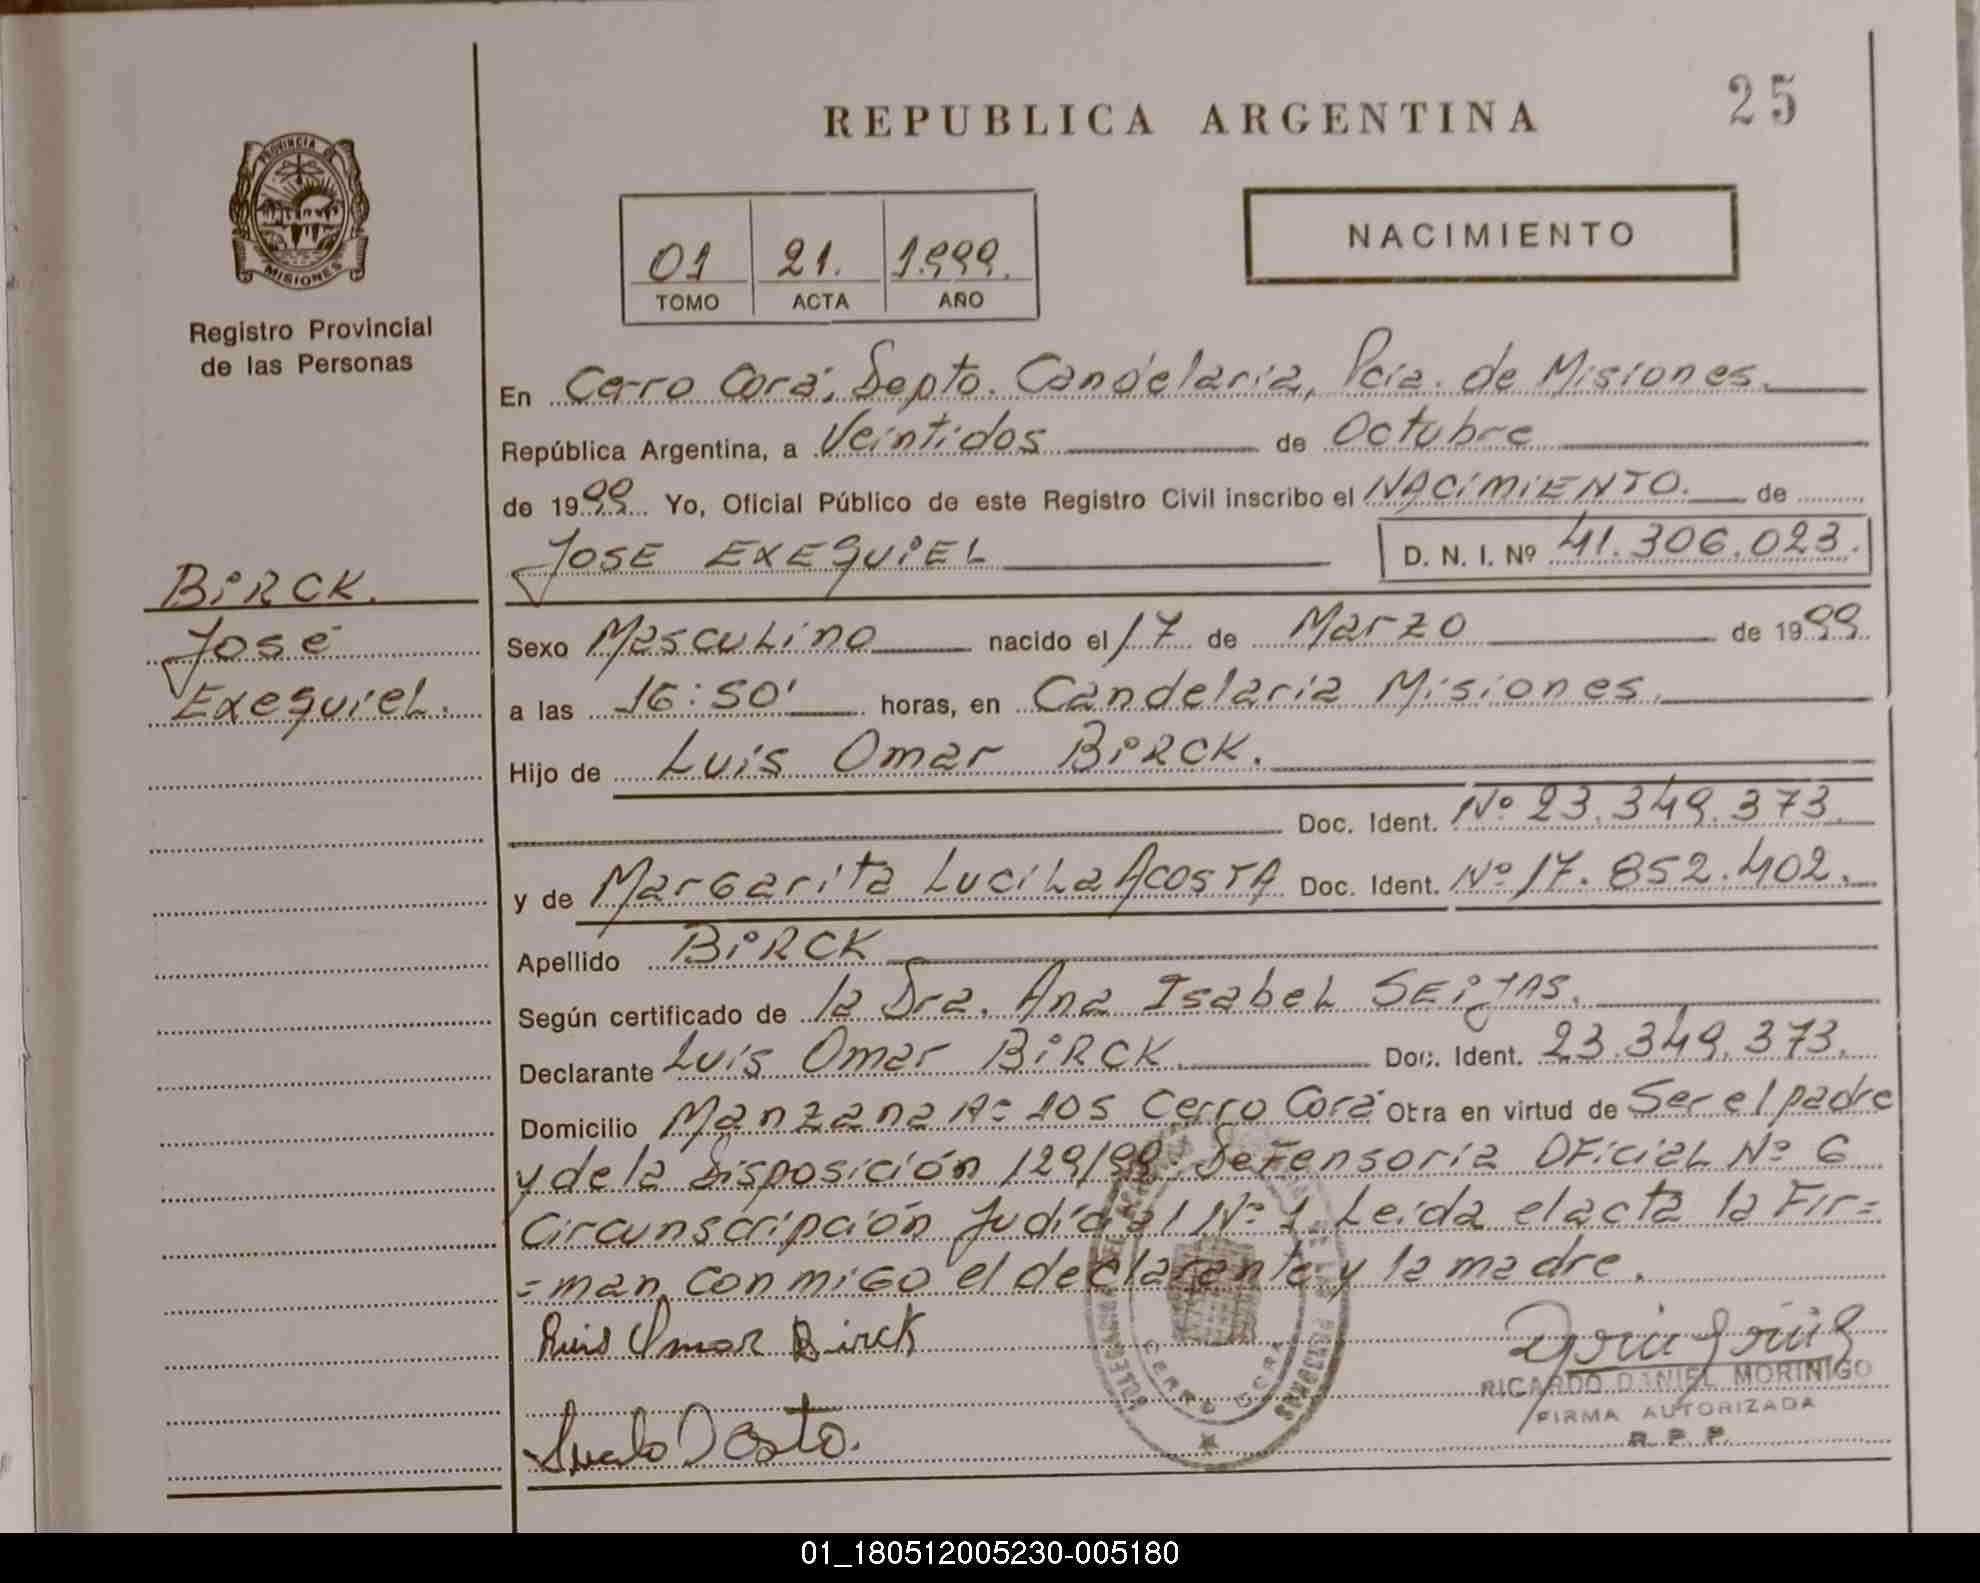 25
REPUBLICA ARGENTINA
PROVINCIA DE
MISIONES
Registro Provincial
de las Personas
01 21. 1.999.
TOMO ACTA AÑO
NACIMIENTO
En Cerro Corá, Depto. Candelaria, Pcia. de Misiones.
República Argentina, a Veintidos de Octubre
de 1999 Yo, Oficial Público de este Registro Civil inscribo el NACIMIENTO. de
JOSE EXEQUIEL D. N. I. Nº 41.306.023.
BIRCK.
José
Exequiel.
Sexo Masculino nacido el 17 de Marzo de 1999
a las 16:50' horas, en Candelaria Misiones.
Hijo de Luis Omar BIRCK.
Doc. Ident. Nº 23.349.373.
y de Margarita Lucila ACOSTA Doc. Ident. Nº 17.852.402.
Apellido BIRCK
Según certificado de la Dra. Ana Isabel SEIJAS.
Declarante Luis Omar BIRCK. Doc. Ident. 23.349.373.
Domicilio Manzana Nº 105 Cerro Corá Otra en virtud de Ser el padre
y de la Disposición 129/99. Defensoria Oficial Nº 6
Circunscripción Judicial Nº 1. Leida el acta la Fir=
=man conmigo el declarante y la madre.
Luis Omar Birck
CERRO CORA
RICARDO DANIEL MORINIGO
FIRMA AUTORIZADA
R.P.P.
01_180512005230-005180